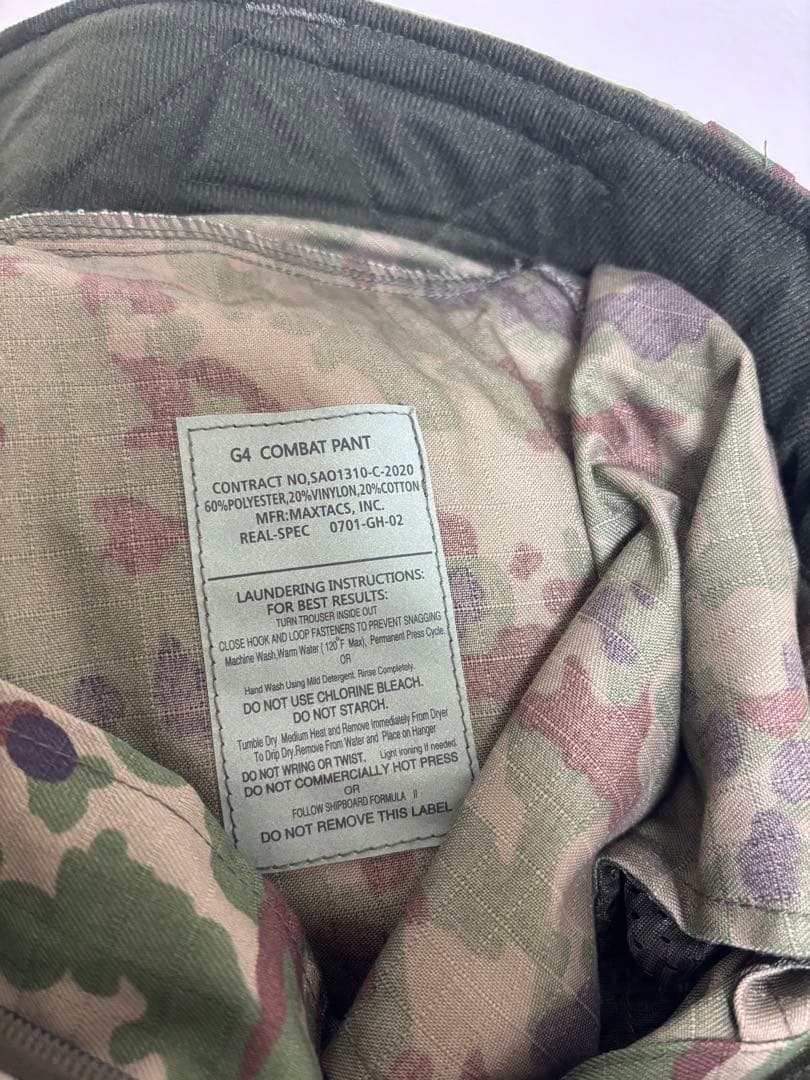 G4 COMBAT PANT
CONTRACT NO,SAO1310-C-2020
60%POLYESTER,20%VINYLON,20%COTTON
MFR:MAXTACS, INC.
REAL-SPEC 0701-GH-02
LAUNDERING INSTRUCTIONS:
FOR BEST RESULTS:
TURN TROUSER INSIDE OUT
CLOSE HOOK AND LOOP FASTENERS TO PREVENT SNAGGING
Machine Wash,Warm Water ( 120°F Max), Permanent Press Cycle.
OR
Hand Wash Using Mild Detergent. Rinse Completely.
DO NOT USE CHLORINE BLEACH.
DO NOT STARCH.
Tumble Dry Medium Heat and Remove Immediately From Dryer
To Drip Dry.Remove From Water and Place on Hanger
DO NOT WRING OR TWIST. Light ironing If needed.
DO NOT COMMERCIALLY HOT PRESS
OR
FOLLOW SHIPBOARD FORMULA II
DO NOT REMOVE THIS LABEL